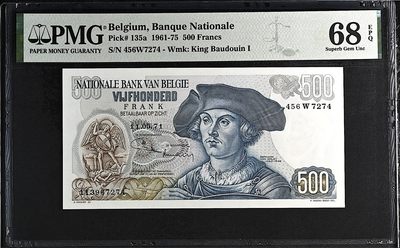 PMG
PAPER MONEY GUARANTY
Belgium, Banque Nationale
Pick# 135a 1961-75 500 Francs
S/N 456W7274 - Wmk: King Baudouin I
68
EPQ
Superb Gem Unc
500
NATIONALE BANK VAN BELGIE
500
VIJFHONDERD
FRANK
BETAALBAAR OP ZICHT
456 W 7274
11.05.71
113967274
500